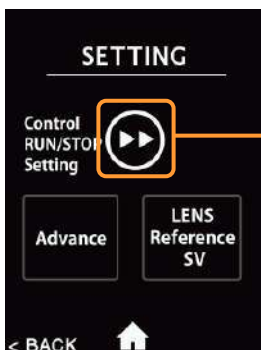 SETTING
Control
RUN/STOP
Setting
Advance
LENS
Reference
SV
< BACK